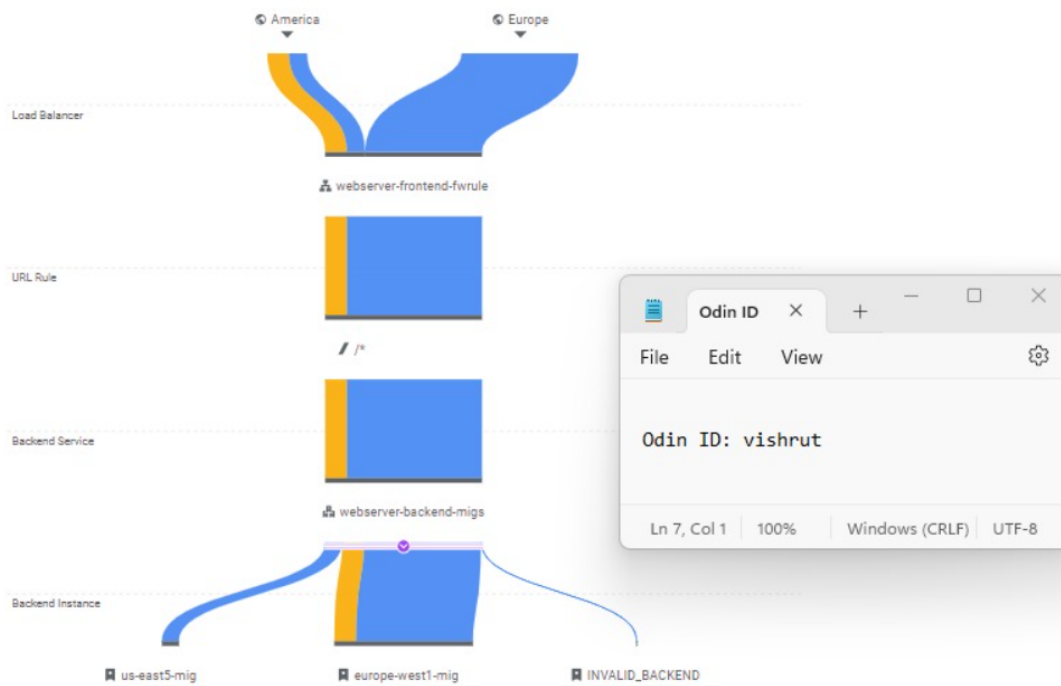 America
Europe
Load Balancer
webserver-frontend-fwrule
URL Rule
/*
Backend Service
webserver-backend-migs
Backend Instance
us-east5-mig
europe-west1-mig
INVALID_BACKEND
Odin ID
File Edit View
Odin ID: vishrut
Ln 7, Col 1 100% Windows (CRLF) UTF-8